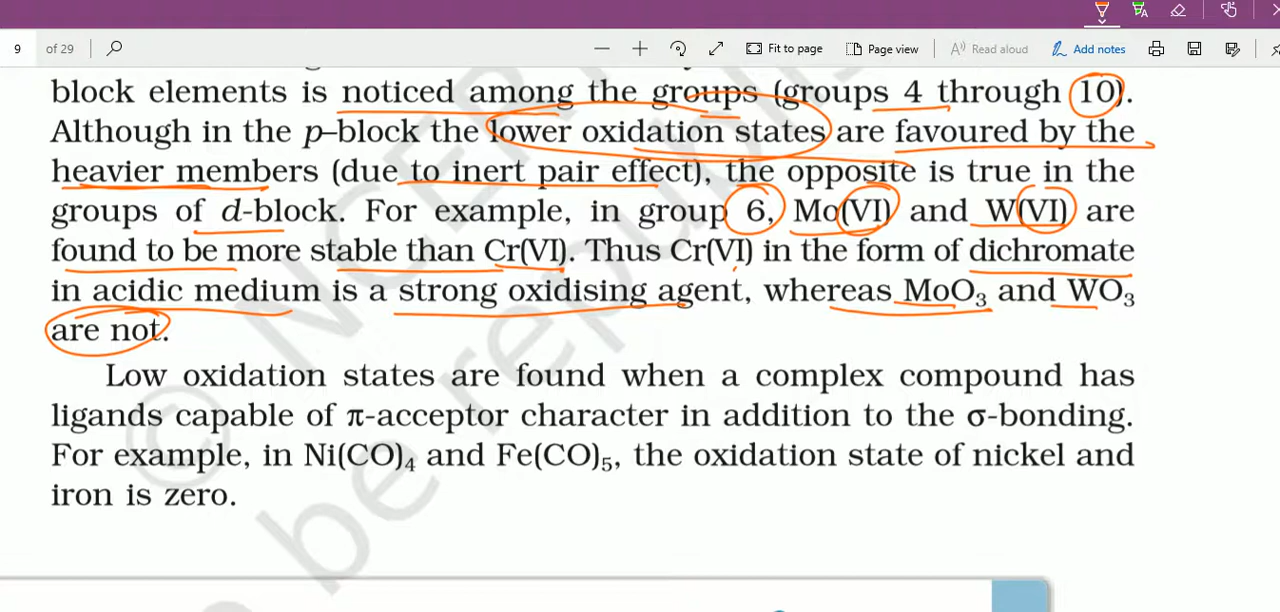 9 of 29 Fit to page Page view Read aloud Add notes
block elements is noticed among the groups (groups 4 through 10).
Although in the p–block the lower oxidation states are favoured by the
heavier members (due to inert pair effect), the opposite is true in the
groups of d-block. For example, in group 6, Mo(VI) and W(VI) are
found to be more stable than Cr(VI). Thus Cr(VI) in the form of dichromate
in acidic medium is a strong oxidising agent, whereas MoO₃ and WO₃
are not.
Low oxidation states are found when a complex compound has
ligands capable of π-acceptor character in addition to the σ-bonding.
For example, in Ni(CO)₄ and Fe(CO)₅, the oxidation state of nickel and
iron is zero.